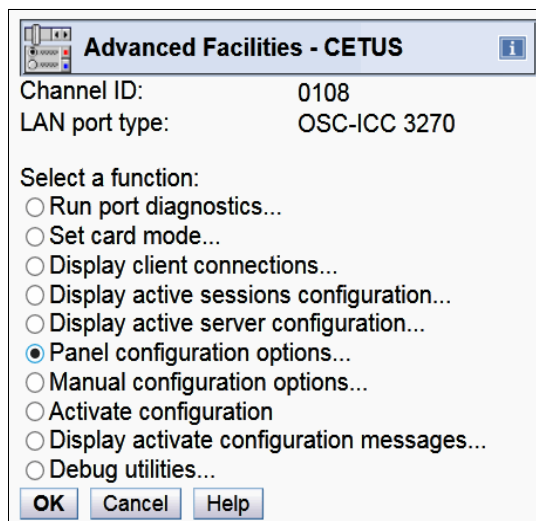 Advanced Facilities - CETUS i
Channel ID: 0108
LAN port type: OSC-ICC 3270
Select a function:
Run port diagnostics...
Set card mode...
Display client connections...
Display active sessions configuration...
Display active server configuration...
Panel configuration options...
Manual configuration options...
Activate configuration
Display activate configuration messages...
Debug utilities...
OK Cancel Help